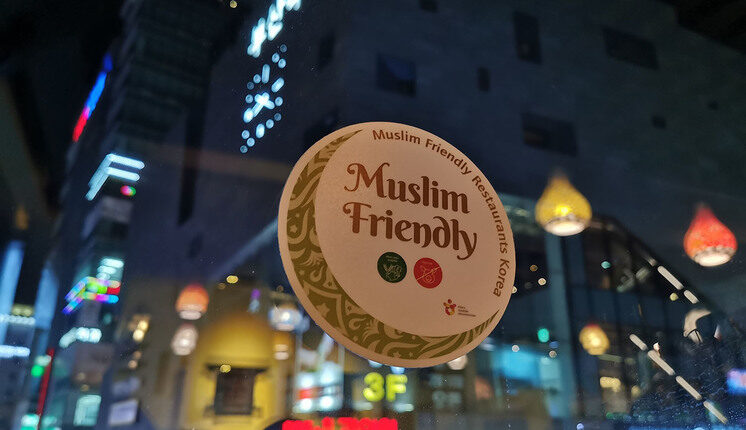 Muslim Friendly Restaurants Korea
Muslim
Friendly
3F